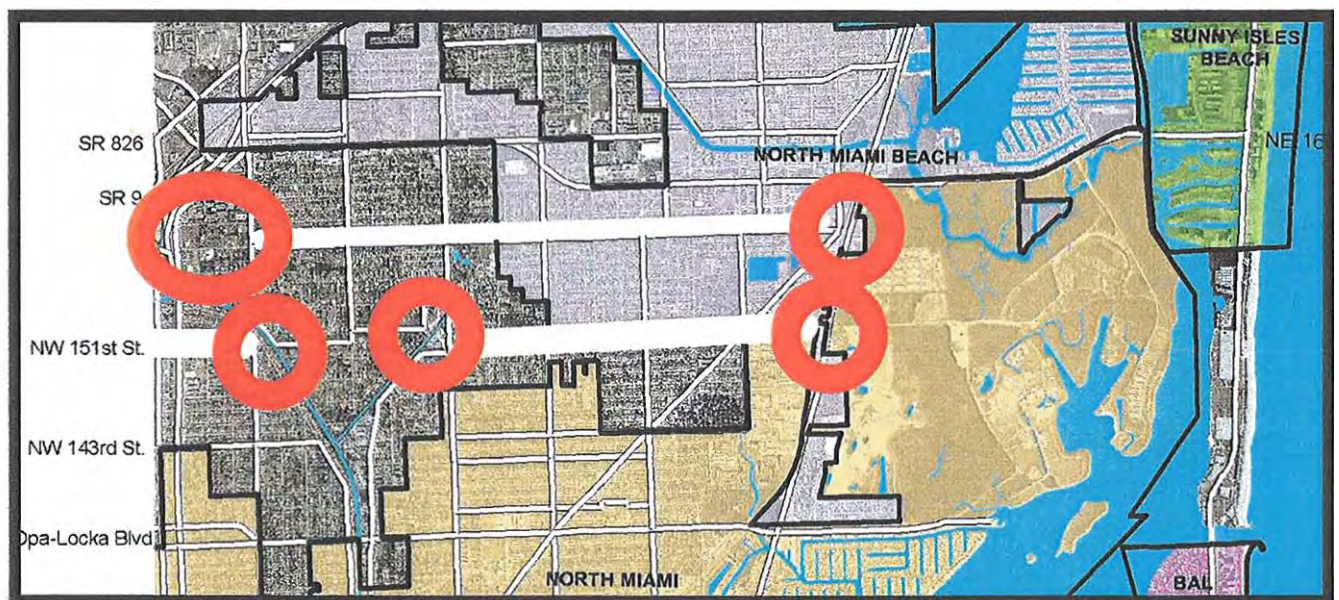 SUNNY ISLES
BEACH
SR 826
NE 16
NORTH MIAMI BEACH
SR 9
NW 151st St.
NW 143rd St.
Opa-Locka Blvd
NORTH MIAMI
BAL